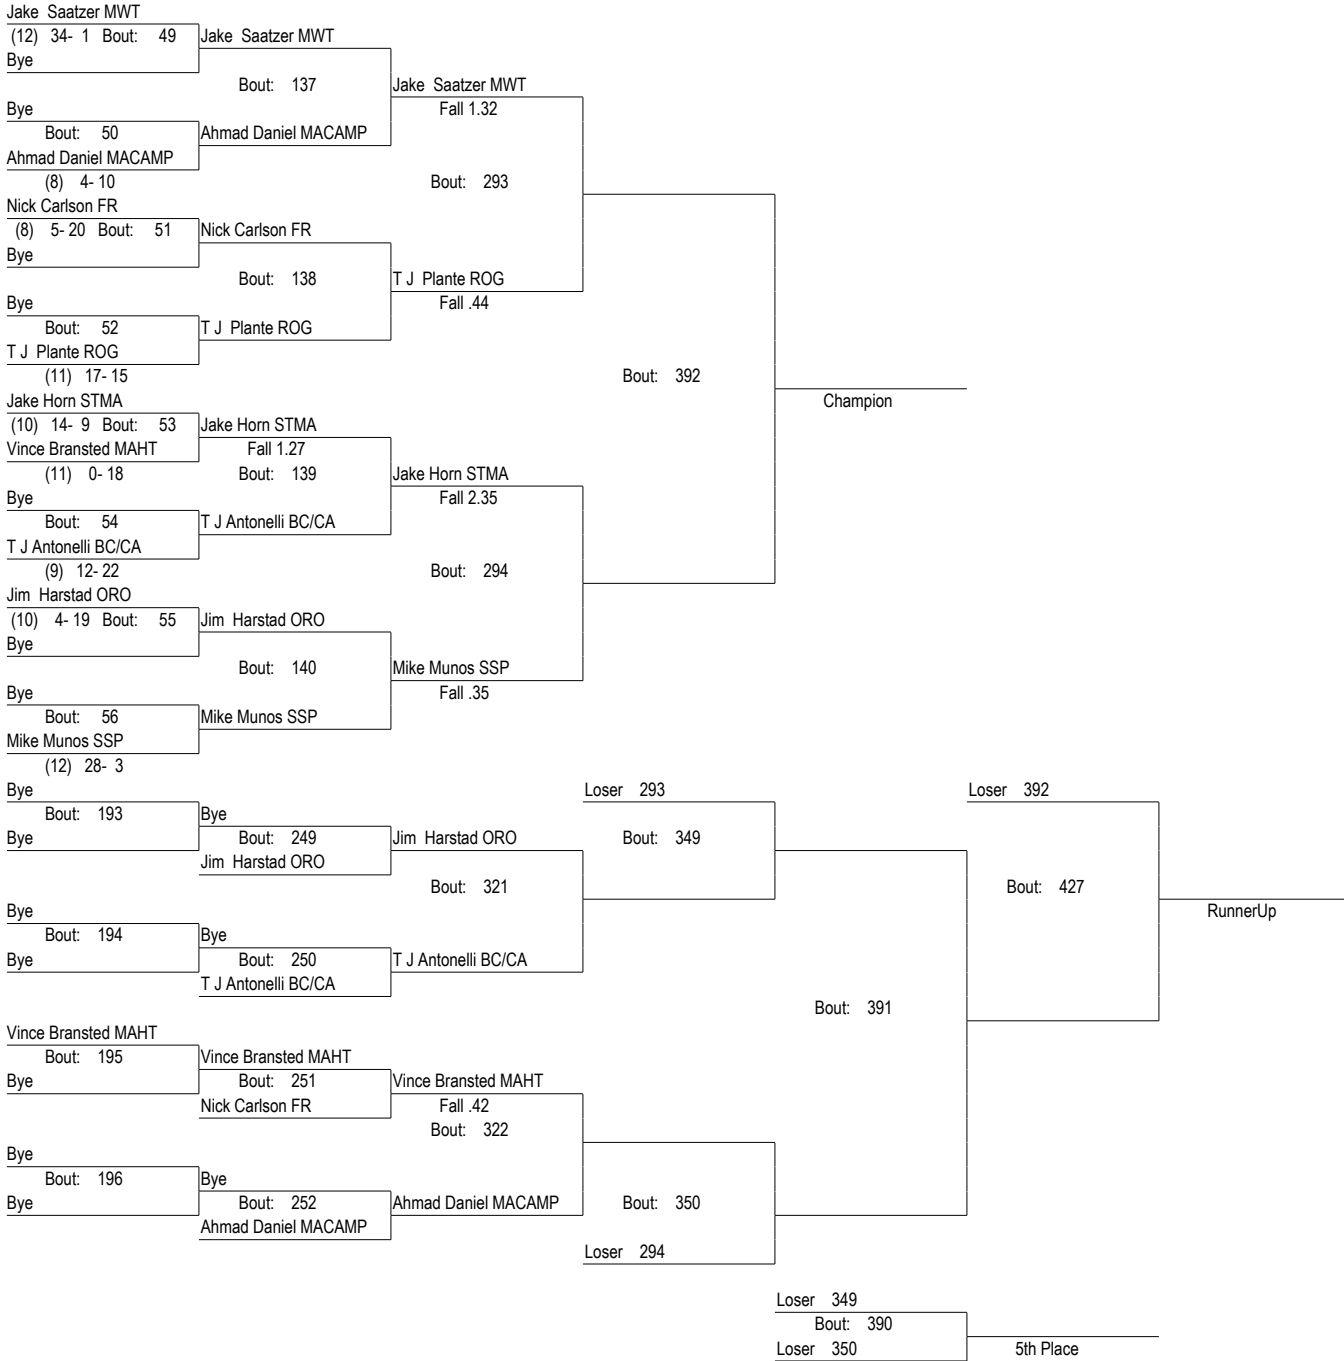 Jake Saatzer MWT
(12) 34- 1 Bout: 49
Bye
Jake Saatzer MWT
Bout: 137
Bye
Bout: 50
Ahmad Daniel MACAMP
(8) 4- 10
Ahmad Daniel MACAMP
Jake Saatzer MWT
Fall 1.32
Bout: 293
Nick Carlson FR
(8) 5- 20 Bout: 51
Bye
Nick Carlson FR
Bout: 138
Bye
Bout: 52
T J Plante ROG
(11) 17- 15
T J Plante ROG
T J Plante ROG
Fall .44
Bout: 392
Champion
Jake Horn STMA
(10) 14- 9 Bout: 53
Vince Bransted MAHT
(11) 0- 18
Jake Horn STMA
Fall 1.27
Bout: 139
Bye
Bout: 54
T J Antonelli BC/CA
(9) 12- 22
T J Antonelli BC/CA
Jake Horn STMA
Fall 2.35
Bout: 294
Jim Harstad ORO
(10) 4- 19 Bout: 55
Bye
Jim Harstad ORO
Bout: 140
Bye
Bout: 56
Mike Munos SSP
(12) 28- 3
Mike Munos SSP
Mike Munos SSP
Fall .35
Bye
Bout: 193
Bye
Bye
Bout: 249
Jim Harstad ORO
Jim Harstad ORO
Bout: 321
Loser 293
Bout: 349
Loser 392
Bout: 427
RunnerUp
Bye
Bout: 194
Bye
Bye
Bout: 250
T J Antonelli BC/CA
T J Antonelli BC/CA
Bout: 391
Vince Bransted MAHT
Bout: 195
Bye
Vince Bransted MAHT
Bout: 251
Nick Carlson FR
Vince Bransted MAHT
Fall .42
Bout: 322
Bye
Bout: 196
Bye
Bye
Bout: 252
Ahmad Daniel MACAMP
Ahmad Daniel MACAMP
Bout: 350
Loser 294
Loser 349
Bout: 390
Loser 350
5th Place